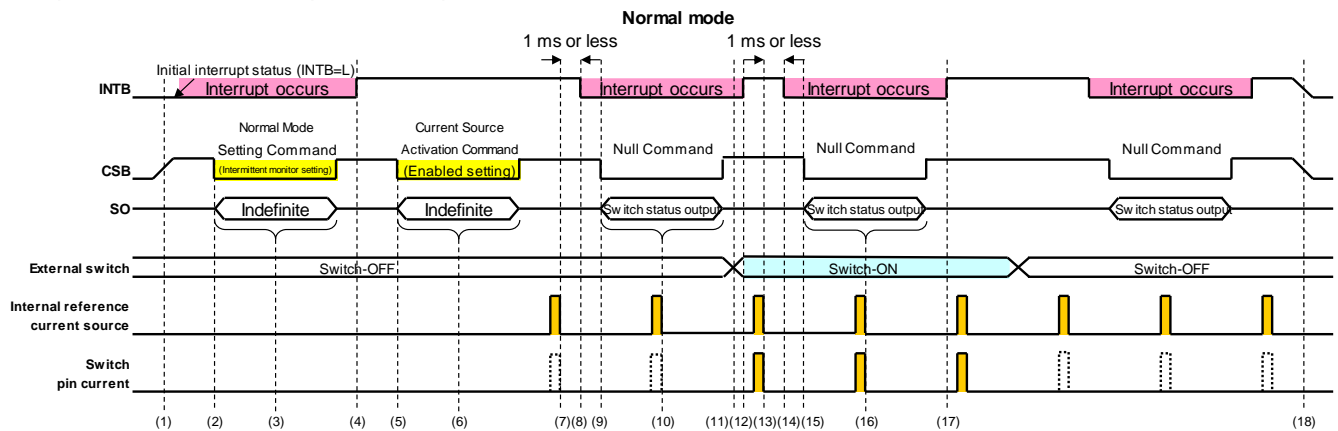 Normal mode
1 ms or less
1 ms or less
Initial interrupt status (INTB=L)
INTB
Interrupt occurs
Interrupt occurs
Interrupt occurs
Interrupt occurs
Normal Mode
Setting Command
(Intermittent monitor setting)
Current Source
Activation Command
(Enabled setting)
Null Command
Null Command
Null Command
CSB
SO
Indefinite
Indefinite
Switch status output
Switch status output
Switch status output
External switch
Switch-OFF
Switch-ON
Switch-OFF
Internal reference
current source
Switch
pin current
(1) (2) (3) (4) (5) (6) (7) (8) (9) (10) (11) (12) (13) (14) (15) (16) (17) (18)